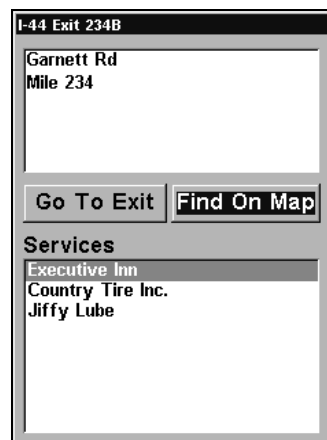 I-44 Exit 234B
Garnett Rd
Mile 234
Go To Exit Find On Map
Services
Executive Inn
Country Tire Inc.
Jiffy Lube